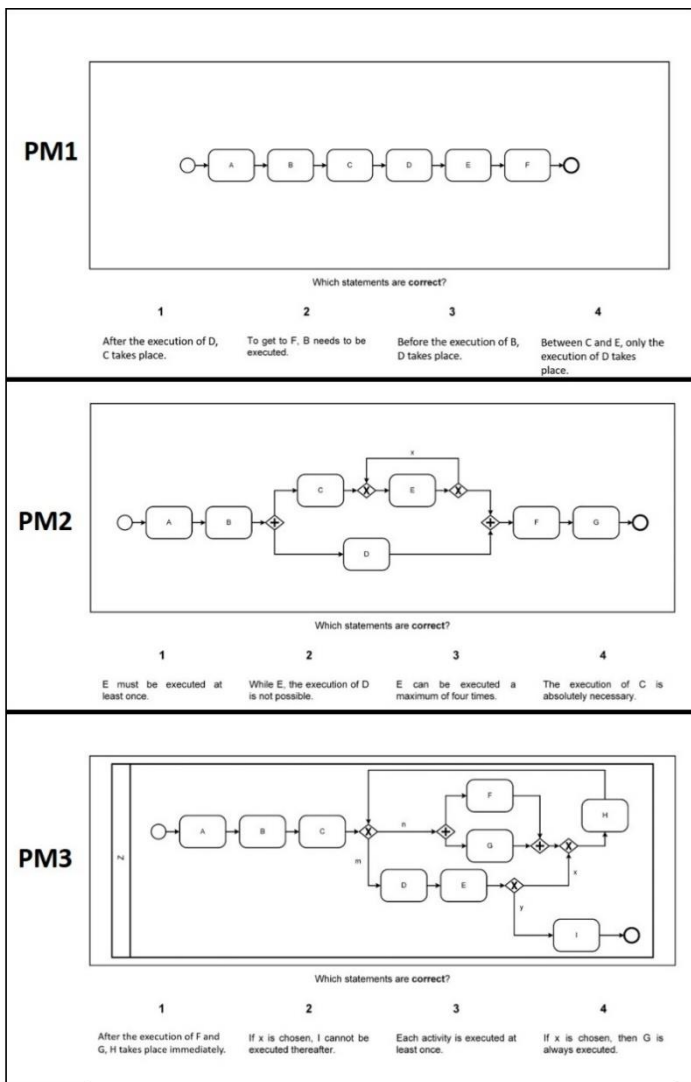 PM1
A B C D E F
Which statements are correct?
1 2 3 4
After the execution of D, To get to F, B needs to be Before the execution of B, Between C and E, only the
C takes place. executed. D takes place. execution of D takes
place.
x
C X E X
PM2
A B + + F G
D
Which statements are correct?
1 2 3 4
E must be executed at While E, the execution of D E can be executed a The execution of C is
least once. is not possible. maximum of four times. absolutely necessary.
F
H
n
A B C X + G + X
PM3
Z
m x
D E X
y
I
Which statements are correct?
1 2 3 4
After the execution of F and If x is chosen, I cannot be Each activity is executed at If x is chosen, then G is
G, H takes place immediately. executed thereafter. least once. always executed.